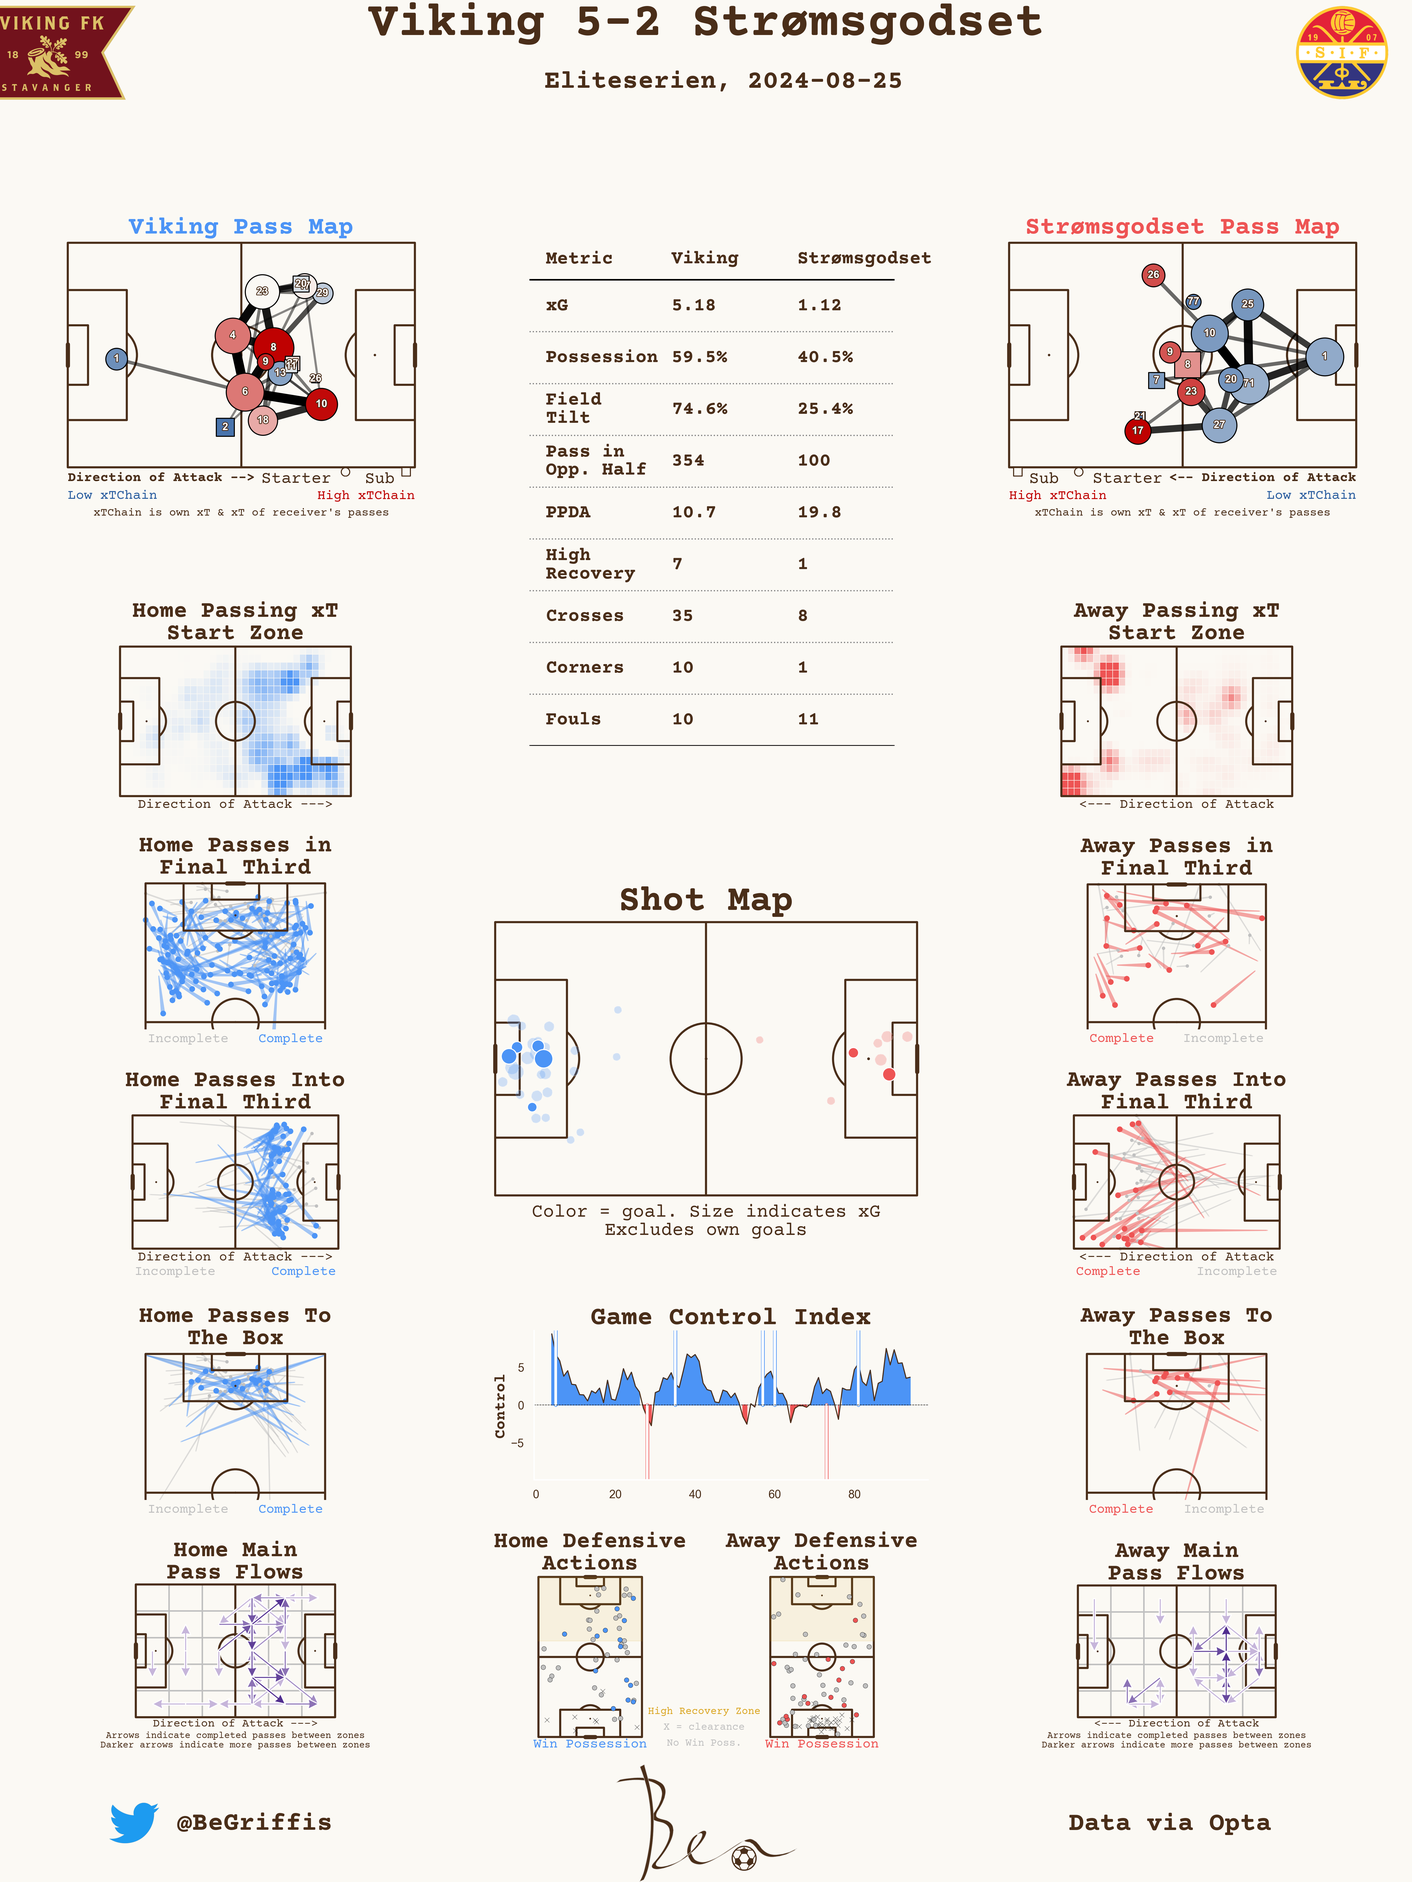 VIKING FK
18 99
STAVANGER
Viking 5-2 Strømsgodset
Eliteserien, 2024-08-25
19 07
S.I.F
Viking Pass Map
1
23
20
29
4
8
9
13
11
26
6
10
18
2
Direction of Attack --> Starter Sub
Low xTChain High xTChain
xTChain is own xT & xT of receiver's passes
Metric Viking Strømsgodset
xG 5.18 1.12
Possession 59.5% 40.5%
Field
Tilt 74.6% 25.4%
Pass in
Opp. Half 354 100
PPDA 10.7 19.8
High
Recovery 7 1
Crosses 35 8
Corners 10 1
Fouls 10 11
Strømsgodset Pass Map
26
77
25
10
9
8
1
7
20
71
23
21
17
27
Sub Starter <-- Direction of Attack
High xTChain Low xTChain
xTChain is own xT & xT of receiver's passes
Home Passing xT
Start Zone
Direction of Attack --->
Away Passing xT
Start Zone
<--- Direction of Attack
Home Passes in
Final Third
Incomplete Complete
Away Passes in
Final Third
Complete Incomplete
Shot Map
Color = goal. Size indicates xG
Excludes own goals
Home Passes Into
Final Third
Direction of Attack --->
Incomplete Complete
Away Passes Into
Final Third
<--- Direction of Attack
Complete Incomplete
Home Passes To
The Box
Incomplete Complete
Game Control Index
Control
5
0
−5
0 20 40 60 80
Away Passes To
The Box
Complete Incomplete
Home Main
Pass Flows
Direction of Attack --->
Arrows indicate completed passes between zones
Darker arrows indicate more passes between zones
Home Defensive
Actions
Win Possession
High Recovery Zone
X = clearance
No Win Poss.
Away Defensive
Actions
Win Possession
Away Main
Pass Flows
<--- Direction of Attack
Arrows indicate completed passes between zones
Darker arrows indicate more passes between zones
@BeGriffis
Ben
Data via Opta